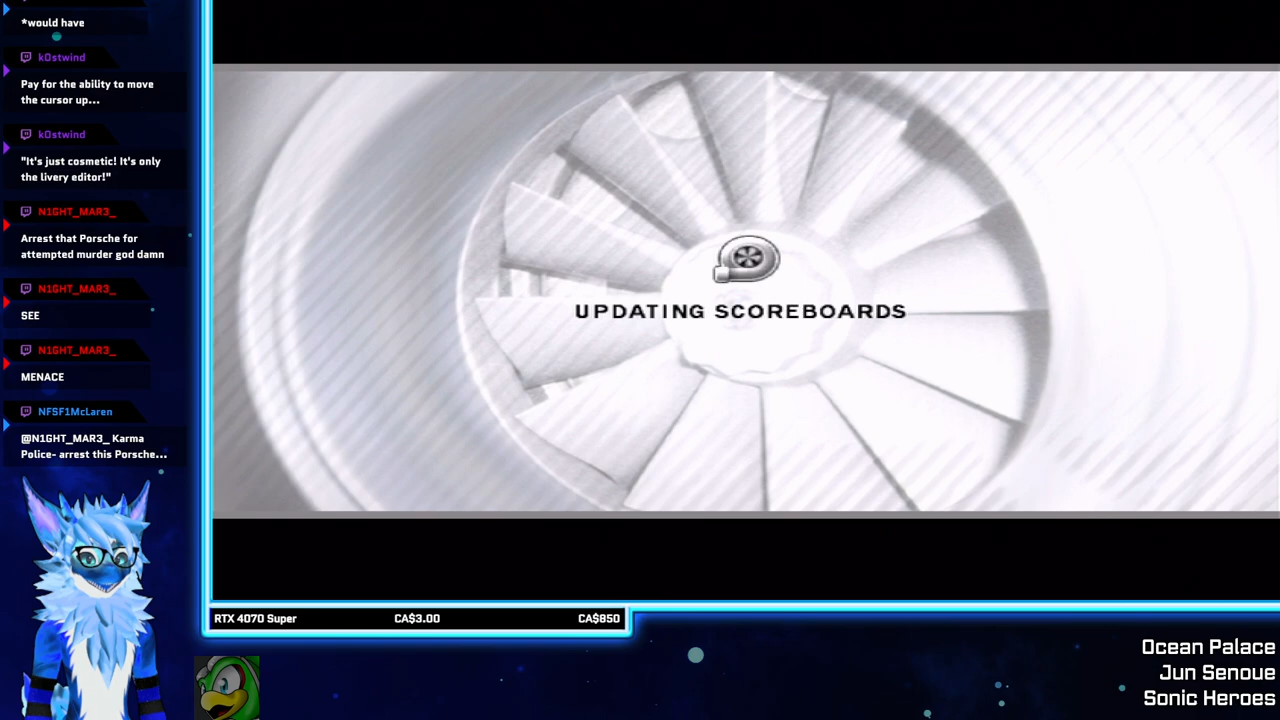 *would have
k0stwind
Pay for the ability to move
the cursor up...
k0stwind
"It's just cosmetic! It's only
the livery editor!"
N1GHT_MAR3_
Arrest that Porsche for
attempted murder god damn
N1GHT_MAR3_
SEE
N1GHT_MAR3_
MENACE
NFSF1McLaren
@N1GHT_MAR3_ Karma
Police- arrest this Porsche...
UPDATING SCOREBOARDS
RTX 4070 Super CA$3.00 CA$850
Ocean Palace
Jun Senoue
Sonic Heroes